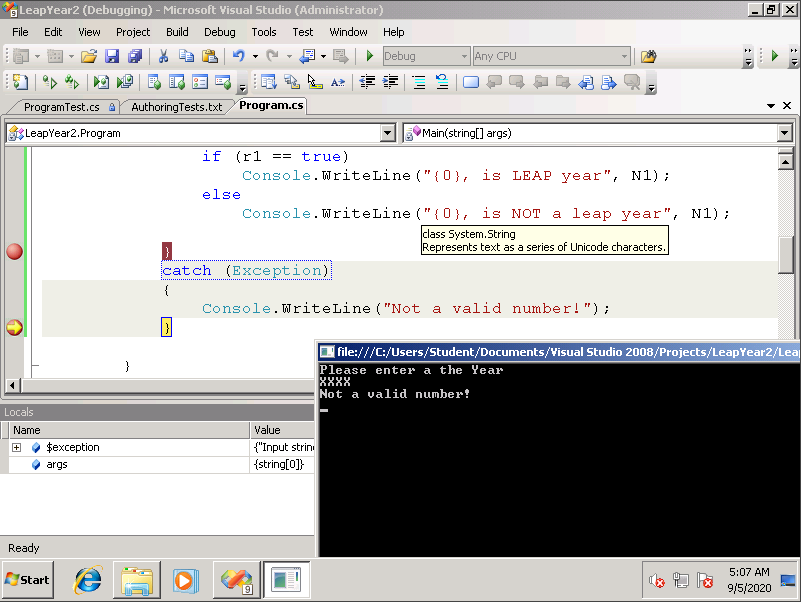 LeapYear2 (Debugging) - Microsoft Visual Studio (Administrator)
File Edit View Project Build Debug Tools Test Window Help
Debug Any CPU
ProgramTest.cs AuthoringTests.txt Program.cs
LeapYear2.Program Main(string[] args)
if (r1 == true)
Console.WriteLine("{0}, is LEAP year", N1);
else
Console.WriteLine("{0}, is NOT a leap year", N1);
class System.String
Represents text as a series of Unicode characters.
}
catch (Exception)
{
Console.WriteLine("Not a valid number!");
}
}
file:///C:/Users/Student/Documents/Visual Studio 2008/Projects/LeapYear2/Leap
Please enter a the Year
XXXX
Not a valid number!
Locals
Name Value
$exception {"Input string
args {string[0]}
Ready
Start 9 5:07 AM
9/5/2020